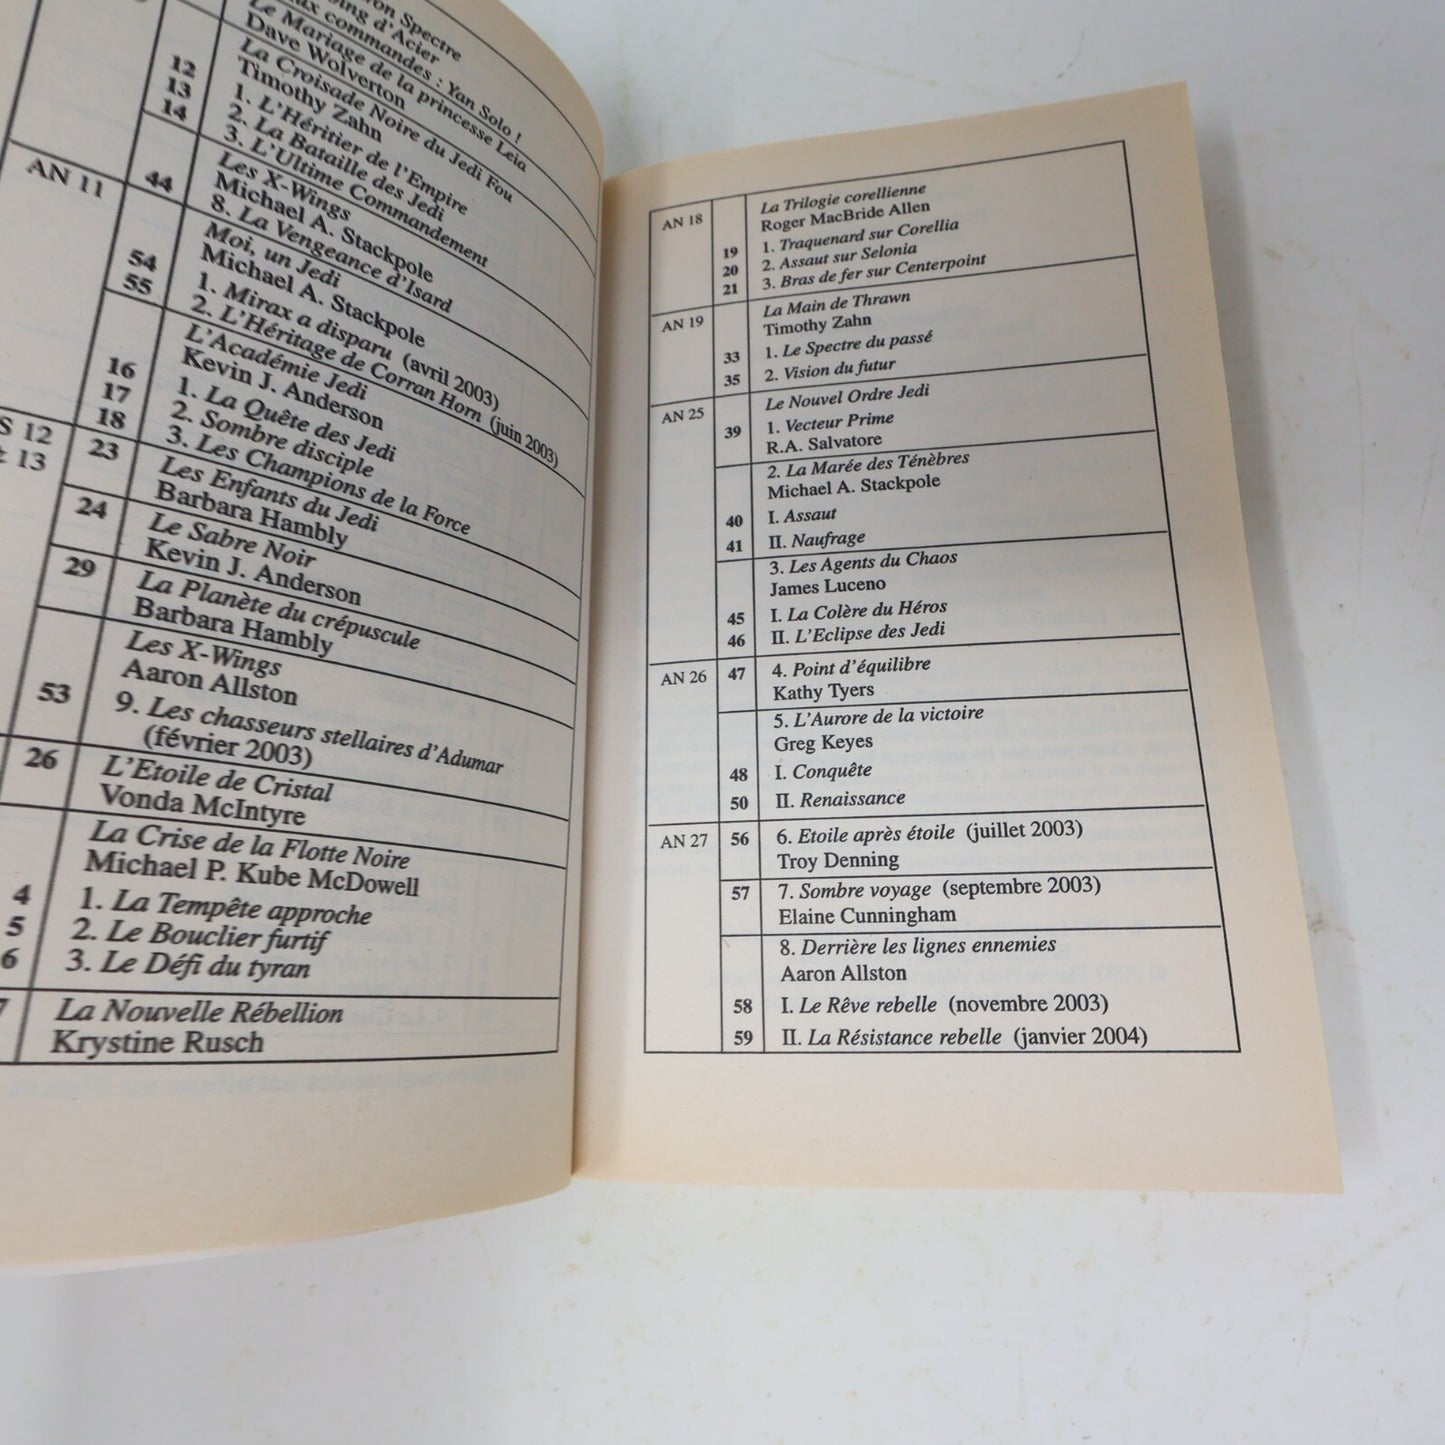 Spectre
d'Acier
commandes : Yan Solo !
Le Mariage de la princesse Leia
Dave Wolverton
La Croisade Noire du Jedi Fou
Timothy Zahn
12 1. L'Héritier de l'Empire
13 2. La Bataille des Jedi
14 3. L'Ultime Commandement
AN 11
Les X-Wings
Michael A. Stackpole
44 8. La Vengeance d'Isard
Moi, un Jedi
Michael A. Stackpole
54 1. Mirax a disparu (avril 2003)
55 2. L'Héritage de Corran Horn (juin 2003)
L'Académie Jedi
Kevin J. Anderson
16 1. La Quête des Jedi
17 2. Sombre disciple
18 3. Les Champions de la Force
S 12
13
23 Les Enfants du Jedi
Barbara Hambly
24 Le Sabre Noir
Kevin J. Anderson
29 La Planète du crépuscule
Barbara Hambly
Les X-Wings
Aaron Allston
53 9. Les chasseurs stellaires d'Adumar
(février 2003)
26 L'Etoile de Cristal
Vonda McIntyre
La Crise de la Flotte Noire
Michael P. Kube McDowell
4 1. La Tempête approche
5 2. Le Bouclier furtif
6 3. Le Défi du tyran
7 La Nouvelle Rébellion
Krystine Rusch
AN 18 La Trilogie corellienne
Roger MacBride Allen
19 1. Traquenard sur Corellia
20 2. Assaut sur Selonia
21 3. Bras de fer sur Centerpoint
AN 19 La Main de Thrawn
Timothy Zahn
33 1. Le Spectre du passé
35 2. Vision du futur
AN 25 Le Nouvel Ordre Jedi
39 1. Vecteur Prime
R.A. Salvatore
2. La Marée des Ténèbres
Michael A. Stackpole
40 I. Assaut
41 II. Naufrage
3. Les Agents du Chaos
James Luceno
45 I. La Colère du Héros
46 II. L'Eclipse des Jedi
AN 26 47 4. Point d'équilibre
Kathy Tyers
5. L'Aurore de la victoire
Greg Keyes
48 I. Conquête
50 II. Renaissance
AN 27 56 6. Etoile après étoile (juillet 2003)
Troy Denning
57 7. Sombre voyage (septembre 2003)
Elaine Cunningham
8. Derrière les lignes ennemies
Aaron Allston
58 I. Le Rêve rebelle (novembre 2003)
59 II. La Résistance rebelle (janvier 2004)